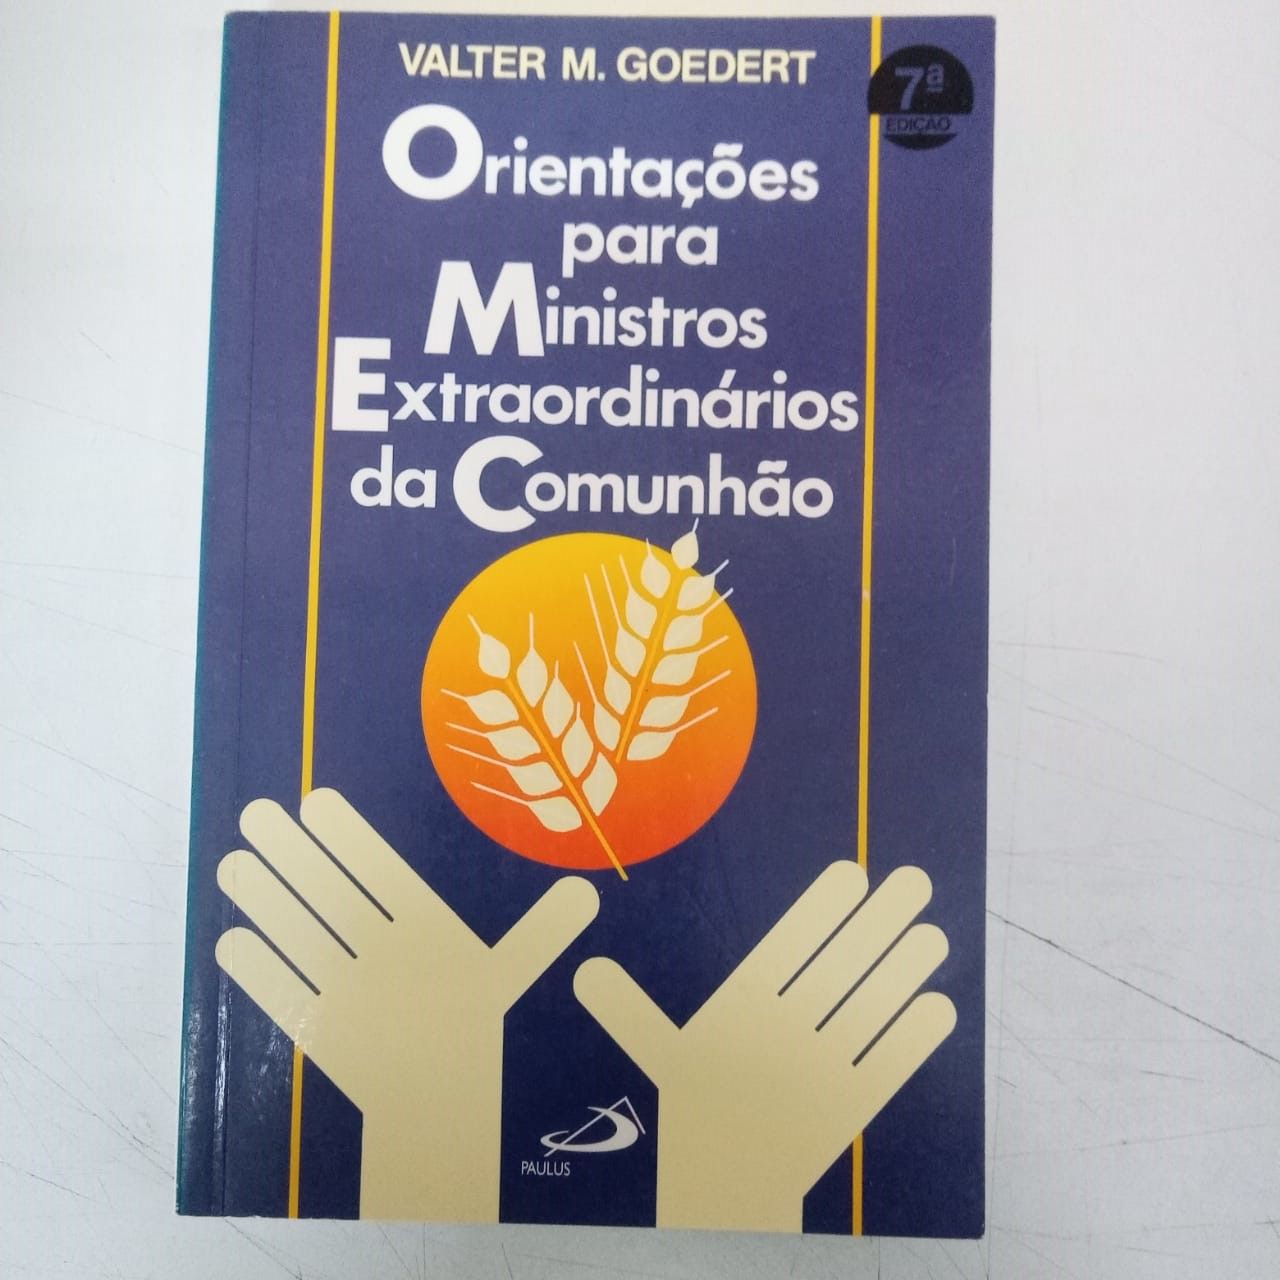 VALTER M. GOEDERT
7ª
EDIÇÃO
Orientações
para
Ministros
Extraordinários
da Comunhão
PAULUS